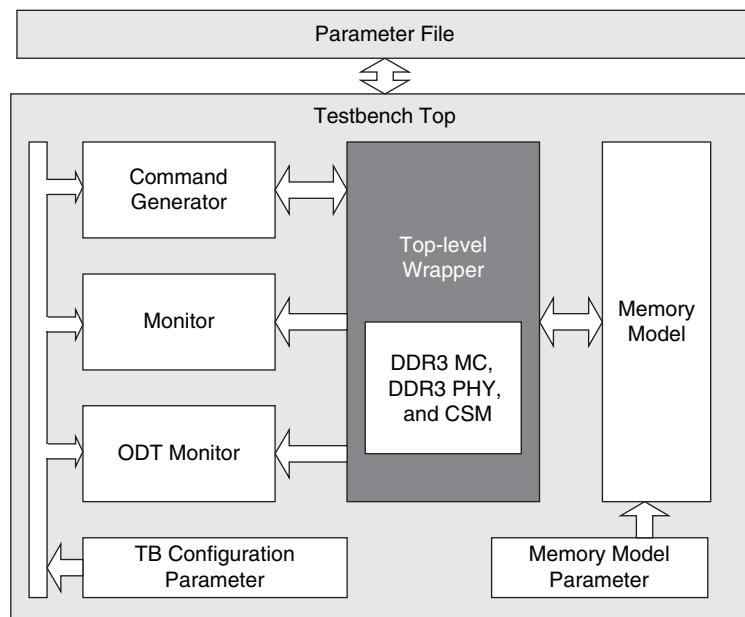 Parameter File
Testbench Top
Command
Generator
Top-level
Wrapper
Memory
Model
Monitor
DDR3 MC,
DDR3 PHY,
and CSM
ODT Monitor
TB Configuration
Parameter
Memory Model
Parameter